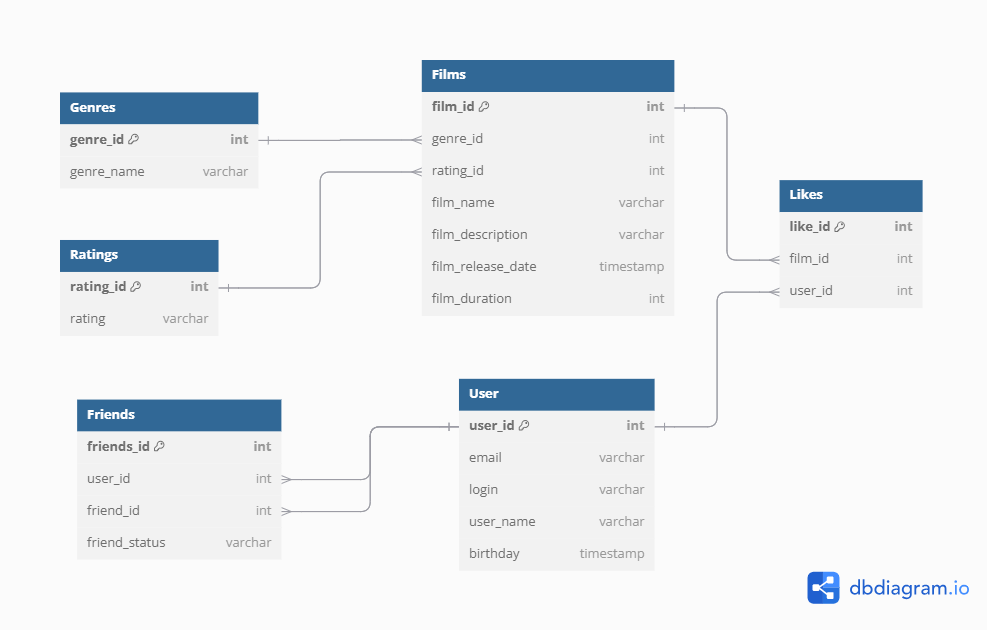 Genres
genre_id int
genre_name varchar
Ratings
rating_id int
rating varchar
Friends
friends_id int
user_id int
friend_id int
friend_status varchar
Films
film_id int
genre_id int
rating_id int
film_name varchar
film_description varchar
film_release_date timestamp
film_duration int
User
user_id int
email varchar
login varchar
user_name varchar
birthday timestamp
Likes
like_id int
film_id int
user_id int
dbdiagram.io